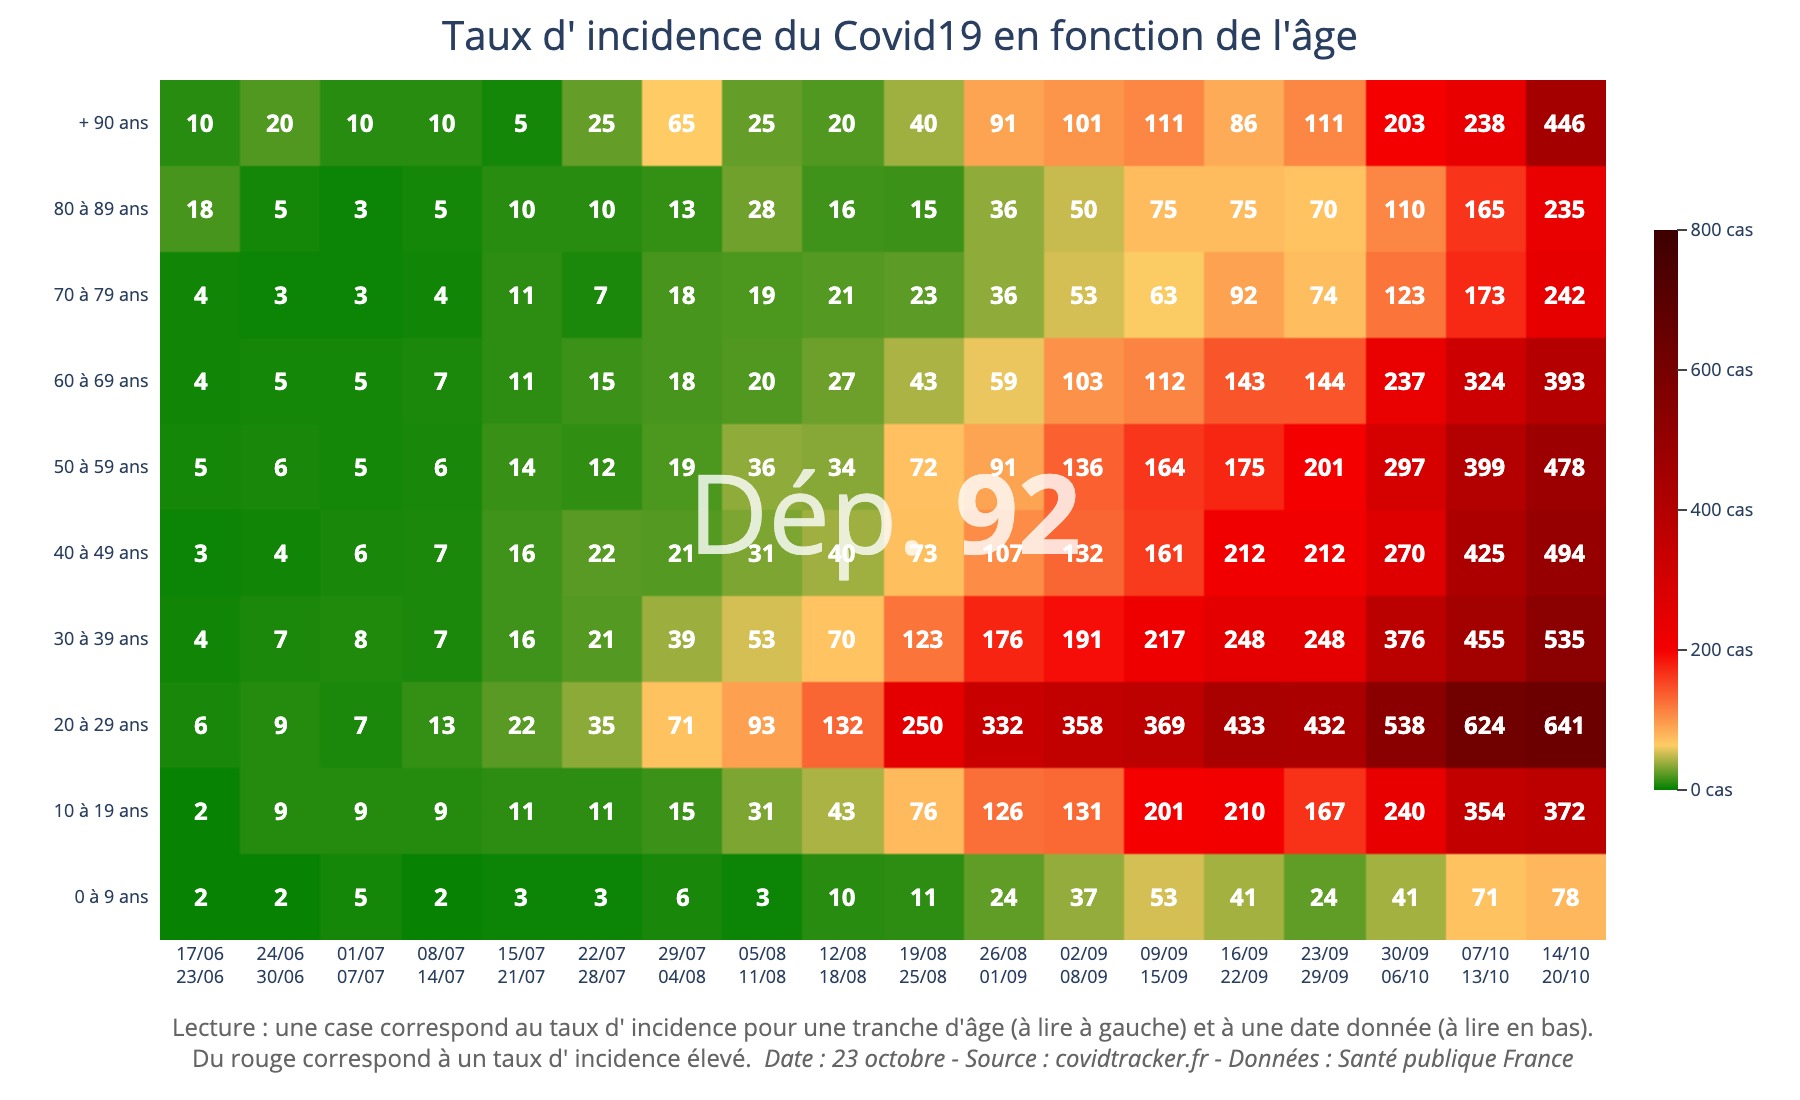 Taux d' incidence du Covid19 en fonction de l'âge
+ 90 ans 10 20 10 10 5 25 65 25 20 40 91 101 111 86 111 203 238 446
80 à 89 ans 18 5 3 5 10 10 13 28 16 15 36 50 75 75 70 110 165 235
800 cas
70 à 79 ans 4 3 3 4 11 7 18 19 21 23 36 53 63 92 74 123 173 242
60 à 69 ans 4 5 5 7 11 15 18 20 27 43 59 103 112 143 144 237 324 393
600 cas
50 à 59 ans 5 6 5 6 14 12 19 36 34 72 91 136 164 175 201 297 399 478
Dép. 92
400 cas
40 à 49 ans 3 4 6 7 16 22 21 31 40 73 107 132 161 212 212 270 425 494
30 à 39 ans 4 7 8 7 16 21 39 53 70 123 176 191 217 248 248 376 455 535
200 cas
20 à 29 ans 6 9 7 13 22 35 71 93 132 250 332 358 369 433 432 538 624 641
0 cas
10 à 19 ans 2 9 9 9 11 11 15 31 43 76 126 131 201 210 167 240 354 372
0 à 9 ans 2 2 5 2 3 3 6 3 10 11 24 37 53 41 24 41 71 78
17/06 24/06 01/07 08/07 15/07 22/07 29/07 05/08 12/08 19/08 26/08 02/09 09/09 16/09 23/09 30/09 07/10 14/10
23/06 30/06 07/07 14/07 21/07 28/07 04/08 11/08 18/08 25/08 01/09 08/09 15/09 22/09 29/09 06/10 13/10 20/10
Lecture : une case correspond au taux d' incidence pour une tranche d'âge (à lire à gauche) et à une date donnée (à lire en bas).
Du rouge correspond à un taux d' incidence élevé. Date : 23 octobre - Source : covidtracker.fr - Données : Santé publique France